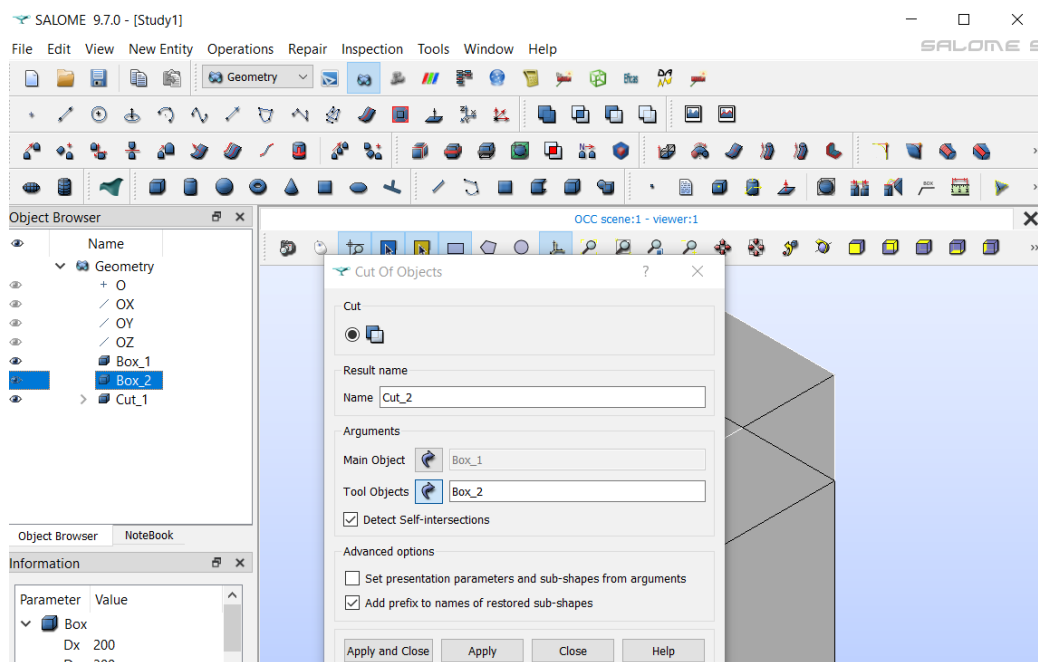 SALOME 9.7.0 - [Study1]
File Edit View New Entity Operations Repair Inspection Tools Window Help
SALOME
Geometry
Object Browser
OCC scene:1 - viewer:1
Name
Geometry
O
OX
OY
OZ
Box_1
Box_2
Cut_1
Object Browser NoteBook
Information
Parameter Value
Box
Dx 200
Cut Of Objects
?
Cut
Result name
Name Cut_2
Arguments
Main Object Box_1
Tool Objects Box_2
Detect Self-intersections
Advanced options
Set presentation parameters and sub-shapes from arguments
Add prefix to names of restored sub-shapes
Apply and Close Apply Close Help